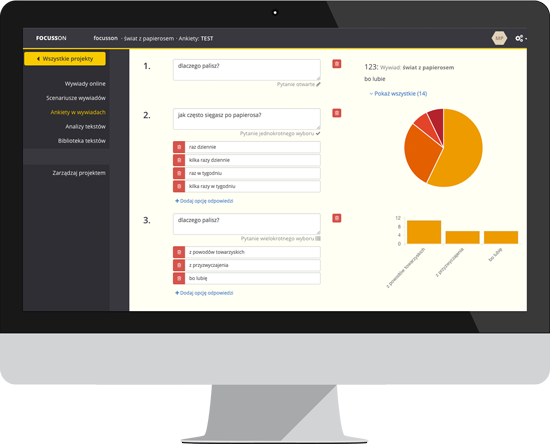 FOCUSSON
focusson - świat z papierosem - Ankiety: TEST
MP
Wszystkie projekty
Wywiady online
Scenariusze wywiadów
Ankiety w wywiadach
Analizy tekstów
Biblioteka tekstów
Zarządzaj projektem
1.
dlaczego palisz?
Pytanie otwarte
2.
Jak często sięgasz po papierosa?
Pytanie jednokrotnego wyboru
raz dziennie
kilka razy dziennie
raz w tygodniu
kilka razy w tygodniu
+ Dodaj opcję odpowiedzi
3.
dlaczego palisz?
Pytanie wielokrotnego wyboru
z powodów towarzyskich
z przyzwyczajenia
bo lubię
+ Dodaj opcję odpowiedzi
123: Wywiad: świat z papierosem
bo lubie
Pokaż wszystkie (14)
12
8
4
0
z powodów towarzyskich
z przyzwyczajenia
bo lubię